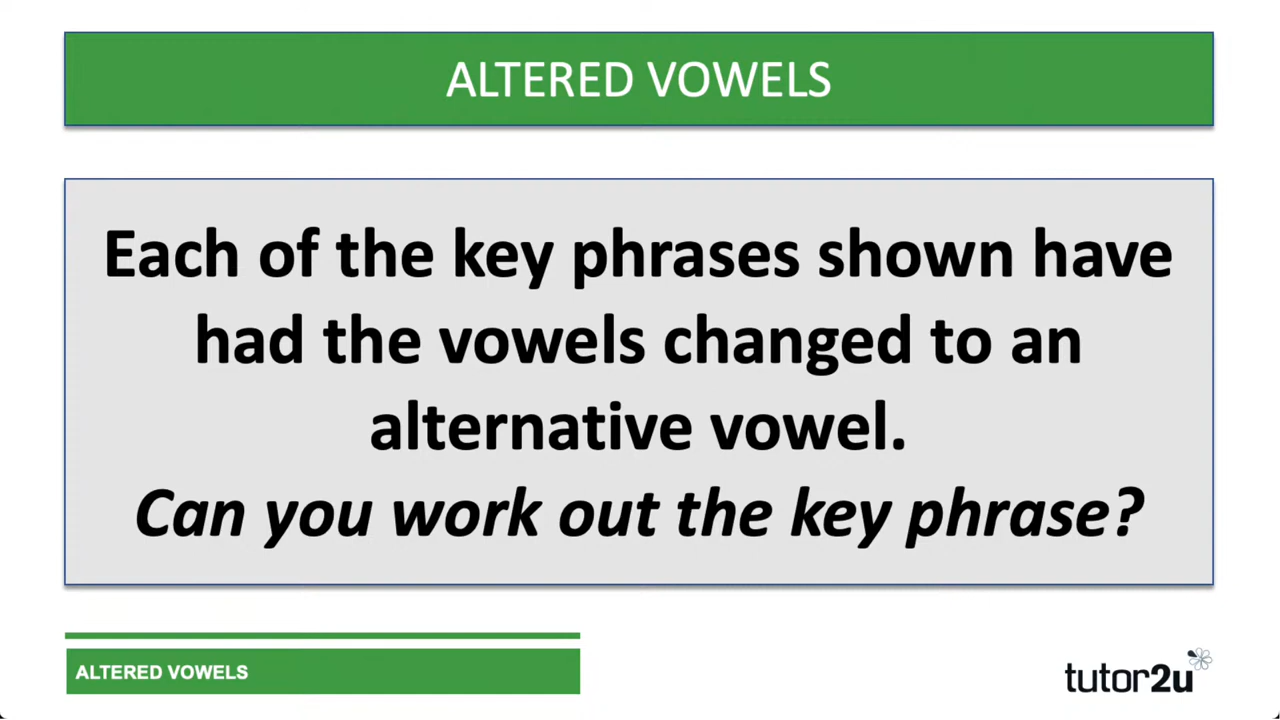 ALTERED VOWELS
Each of the key phrases shown have
had the vowels changed to an
alternative vowel.
Can you work out the key phrase?
ALTERED VOWELS
tutor2u